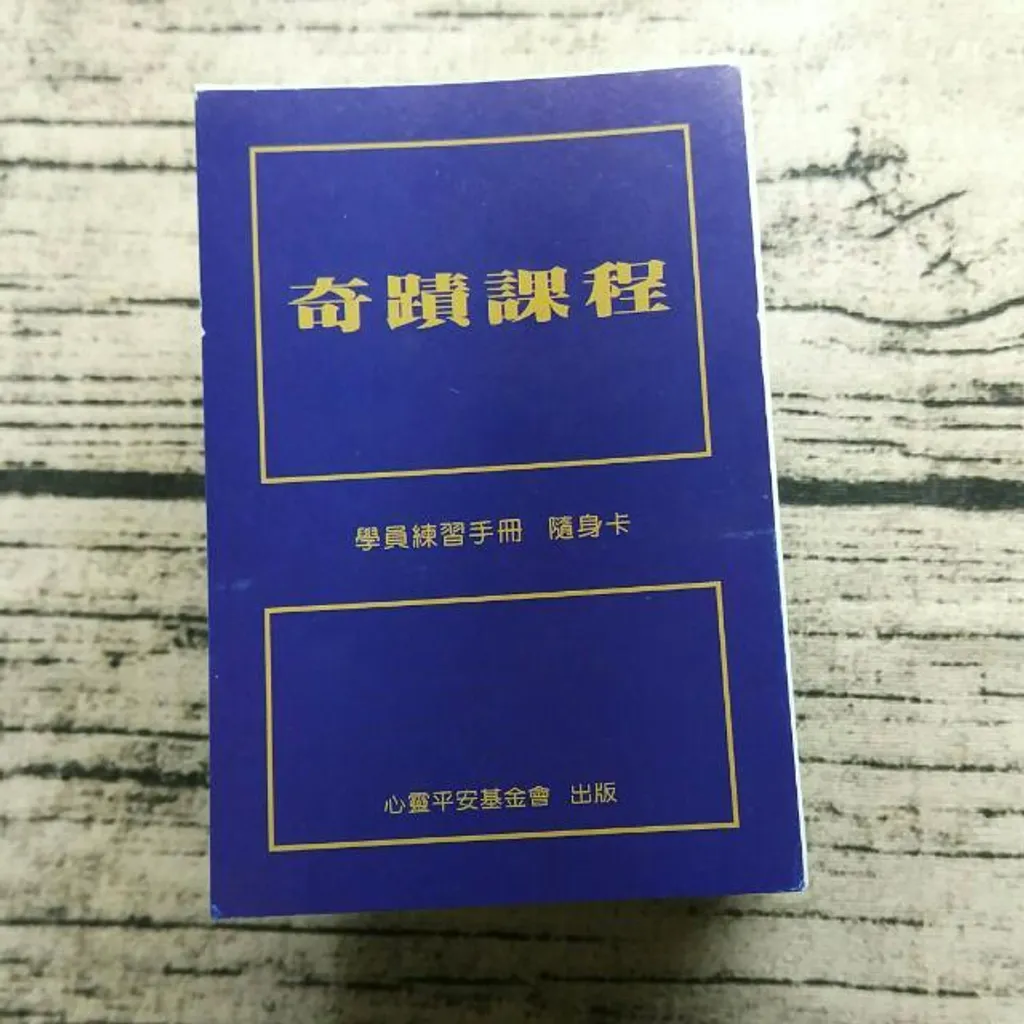 奇蹟課程
學員練習手冊 隨身卡
心靈平安基金會 出版